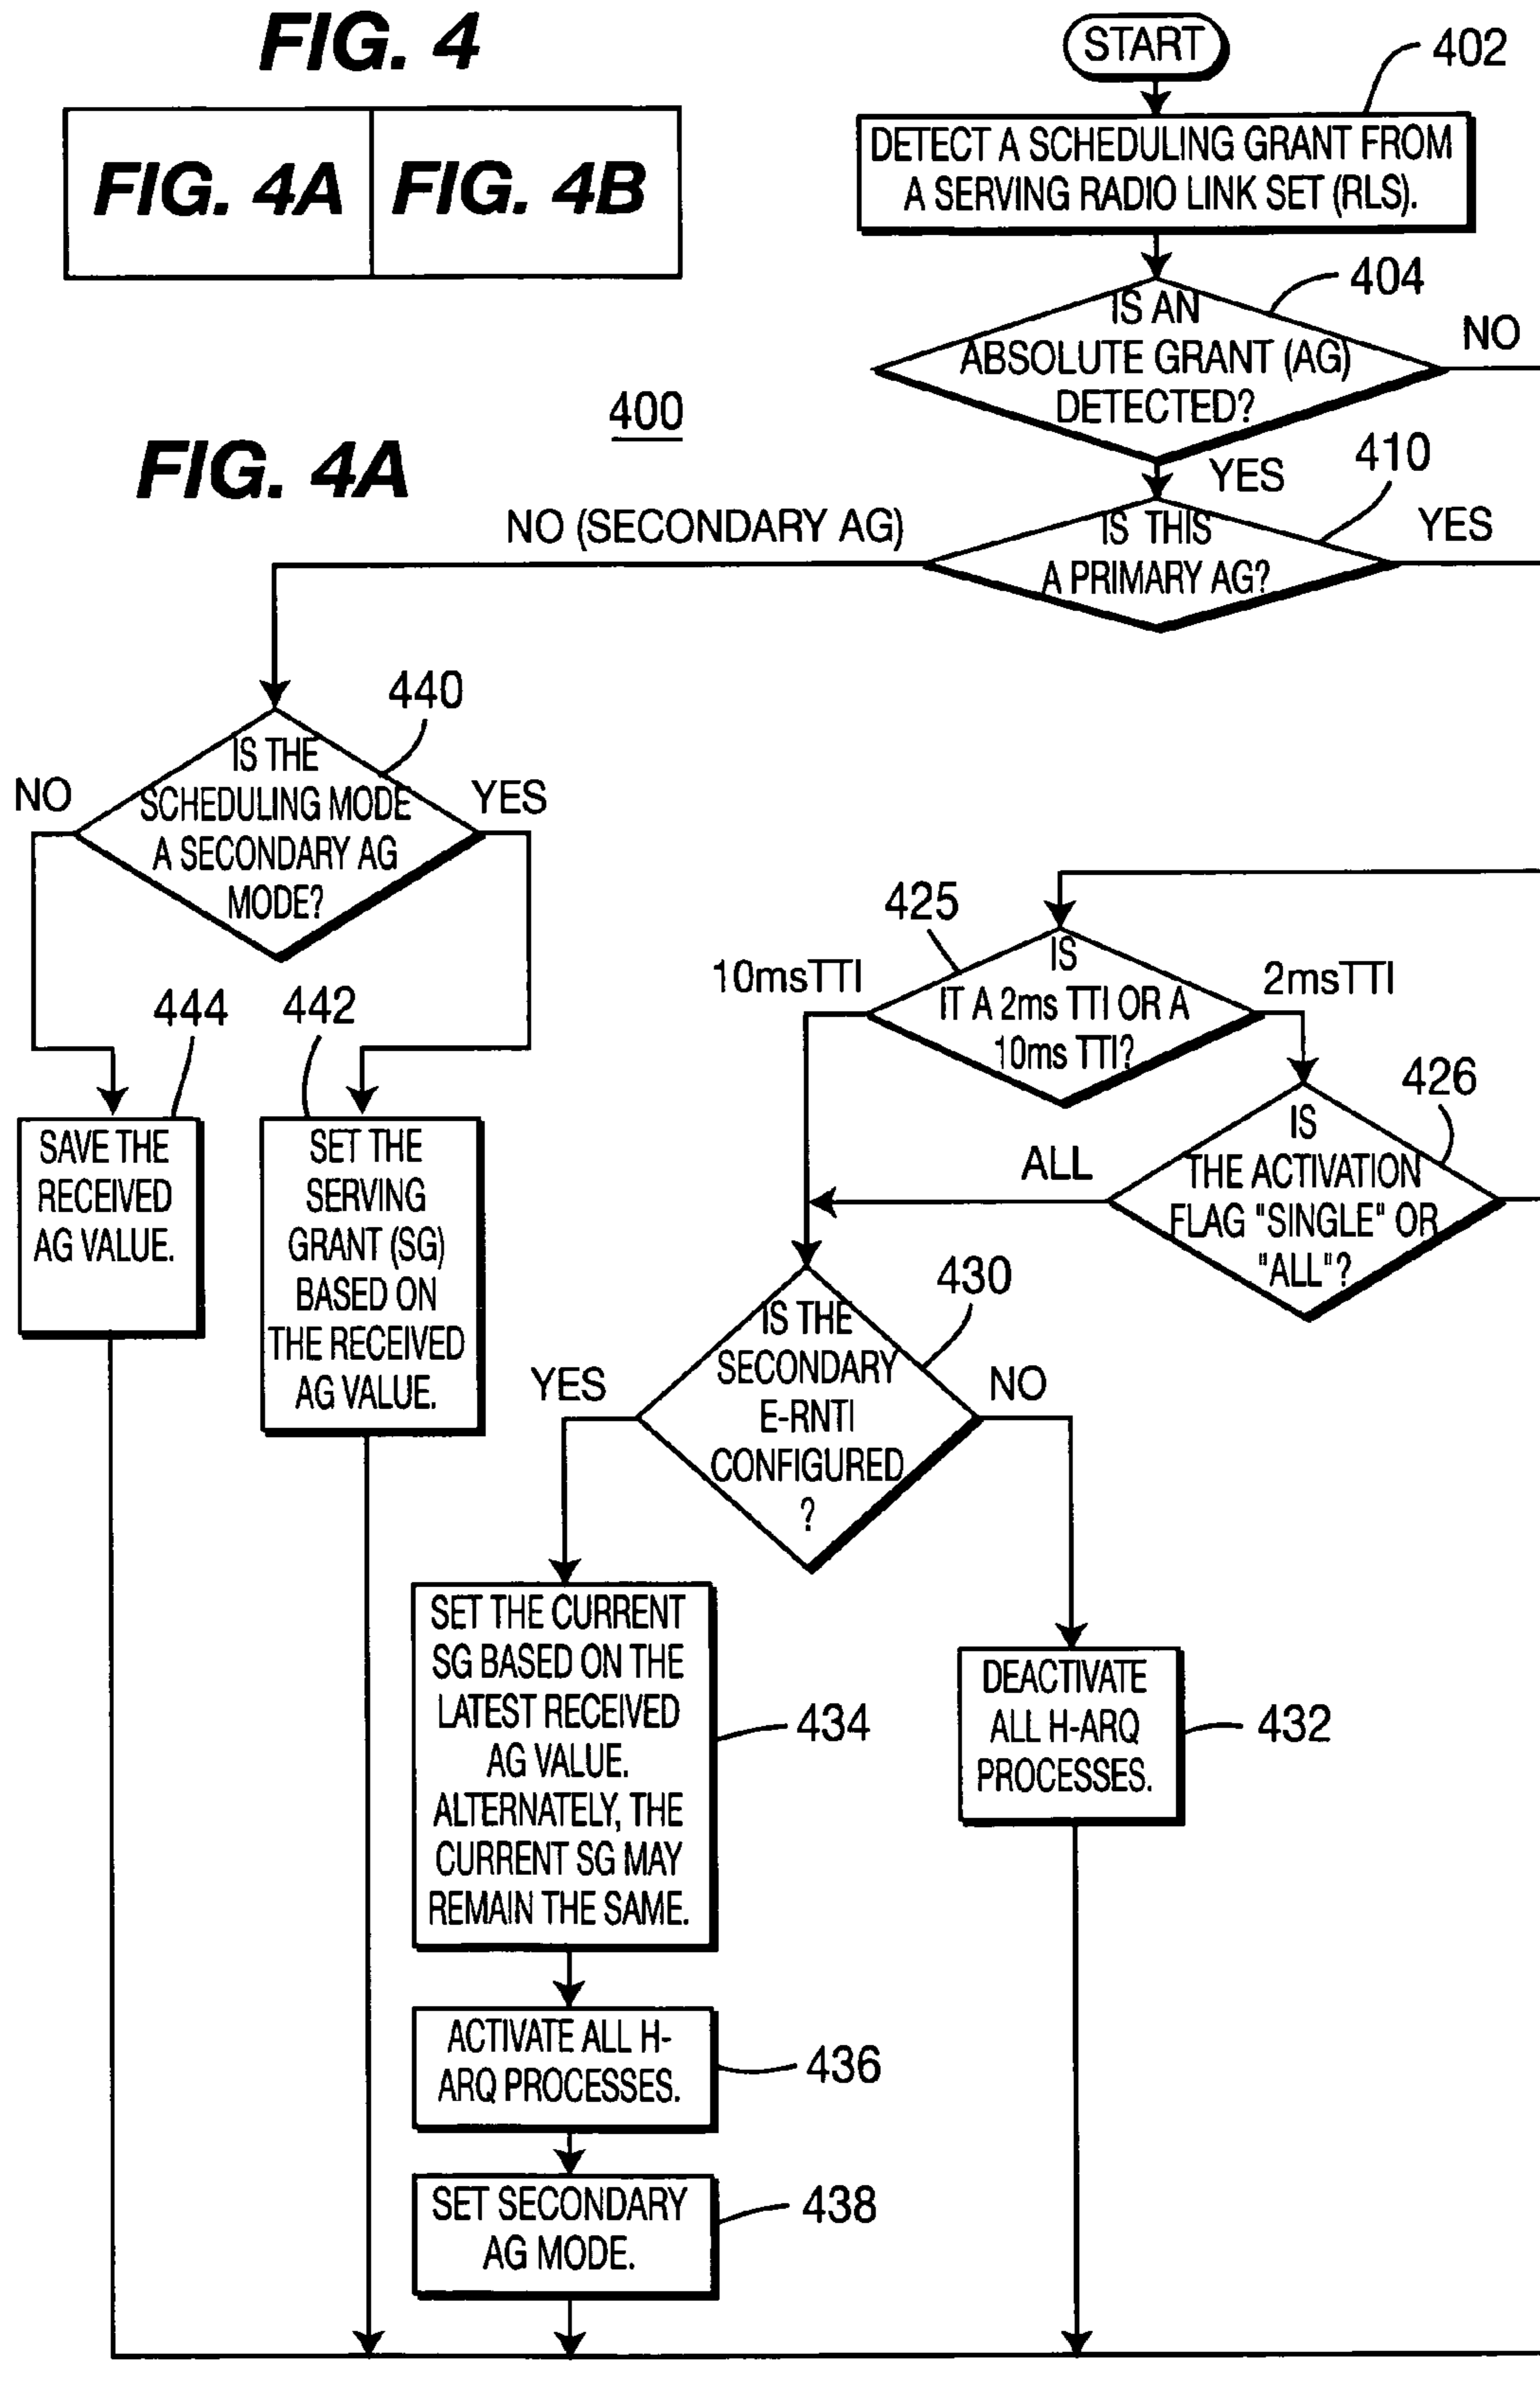 FIG. 4
FIG. 4A
FIG. 4B
START
402
DETECT A SCHEDULING GRANT FROM
A SERVING RADIO LINK SET (RLS).
404
IS AN
ABSOLUTE GRANT (AG)
DETECTED?
NO
400
FIG. 4A
YES
410
NO (SECONDARY AG)
IS THIS
A PRIMARY AG?
YES
440
IS THE
SCHEDULING MODE
A SECONDARY AG
MODE?
NO
YES
444
442
SAVE THE
RECEIVED
AG VALUE.
SET THE
SERVING
GRANT (SG)
BASED ON
THE RECEIVED
AG VALUE.
425
10msTTI
IS
IT A 2ms TTI OR A
10ms TTI?
2msTTI
426
ALL
IS
THE ACTIVATION
FLAG "SINGLE" OR
"ALL"?
430
IS THE
SECONDARY
E-RNTI
CONFIGURED
?
YES
NO
SET THE CURRENT
SG BASED ON THE
LATEST RECEIVED
AG VALUE.
ALTERNATELY, THE
CURRENT SG MAY
REMAIN THE SAME.
434
DEACTIVATE
ALL H-ARQ
PROCESSES.
432
ACTIVATE ALL H-
ARQ PROCESSES.
436
SET SECONDARY
AG MODE.
438